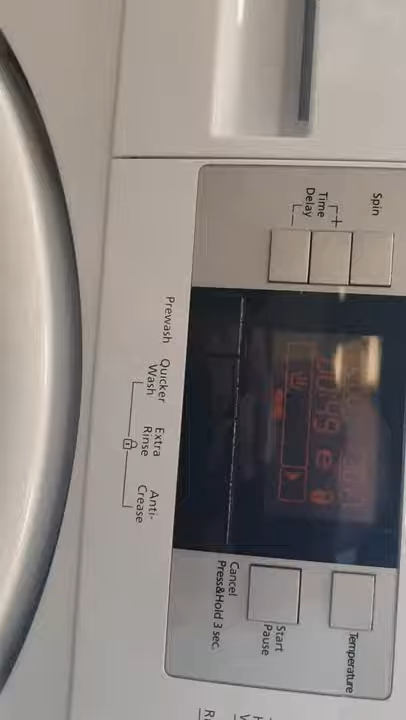 Spin
+
Time
Delay
−
Prewash
Quicker
Wash
Extra
Rinse
Anti-
Crease
Temperature
Start
Pause
Cancel
Press&Hold 3 sec.